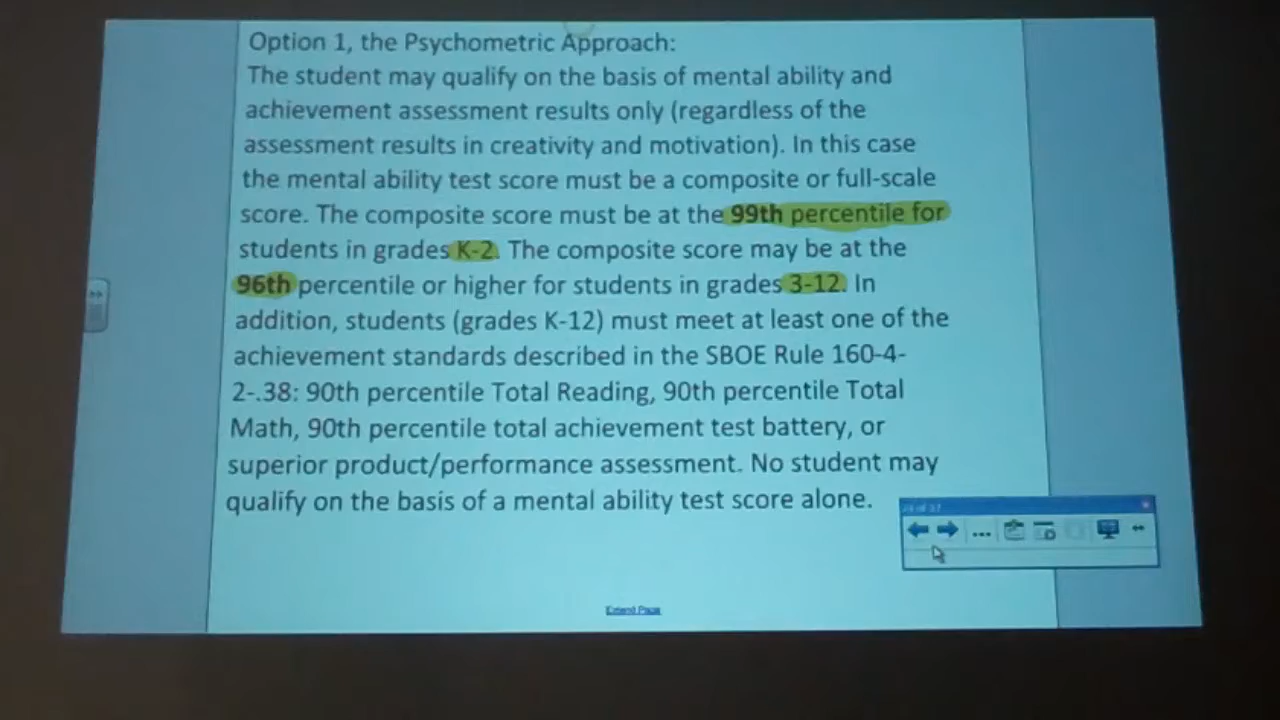 Option 1, the Psychometric Approach:
The student may qualify on the basis of mental ability and
achievement assessment results only (regardless of the
assessment results in creativity and motivation). In this case
the mental ability test score must be a composite or full-scale
score. The composite score must be at the 99th percentile for
students in grades K-2. The composite score may be at the
96th percentile or higher for students in grades 3-12. In
addition, students (grades K-12) must meet at least one of the
achievement standards described in the SBOE Rule 160-4-
2-.38: 90th percentile Total Reading, 90th percentile Total
Math, 90th percentile total achievement test battery, or
superior product/performance assessment. No student may
qualify on the basis of a mental ability test score alone.
Extend Page